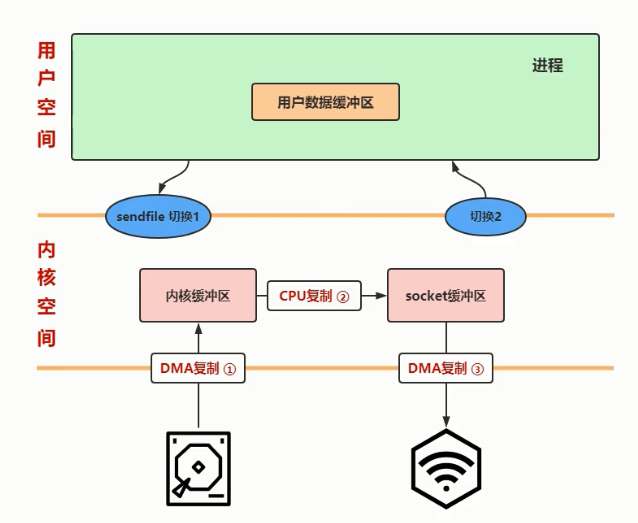 用户空间
进程
用户数据缓冲区
sendfile 切换1
切换2
内核空间
内核缓冲区
CPU复制 ②
socket缓冲区
DMA复制 ①
DMA复制 ③